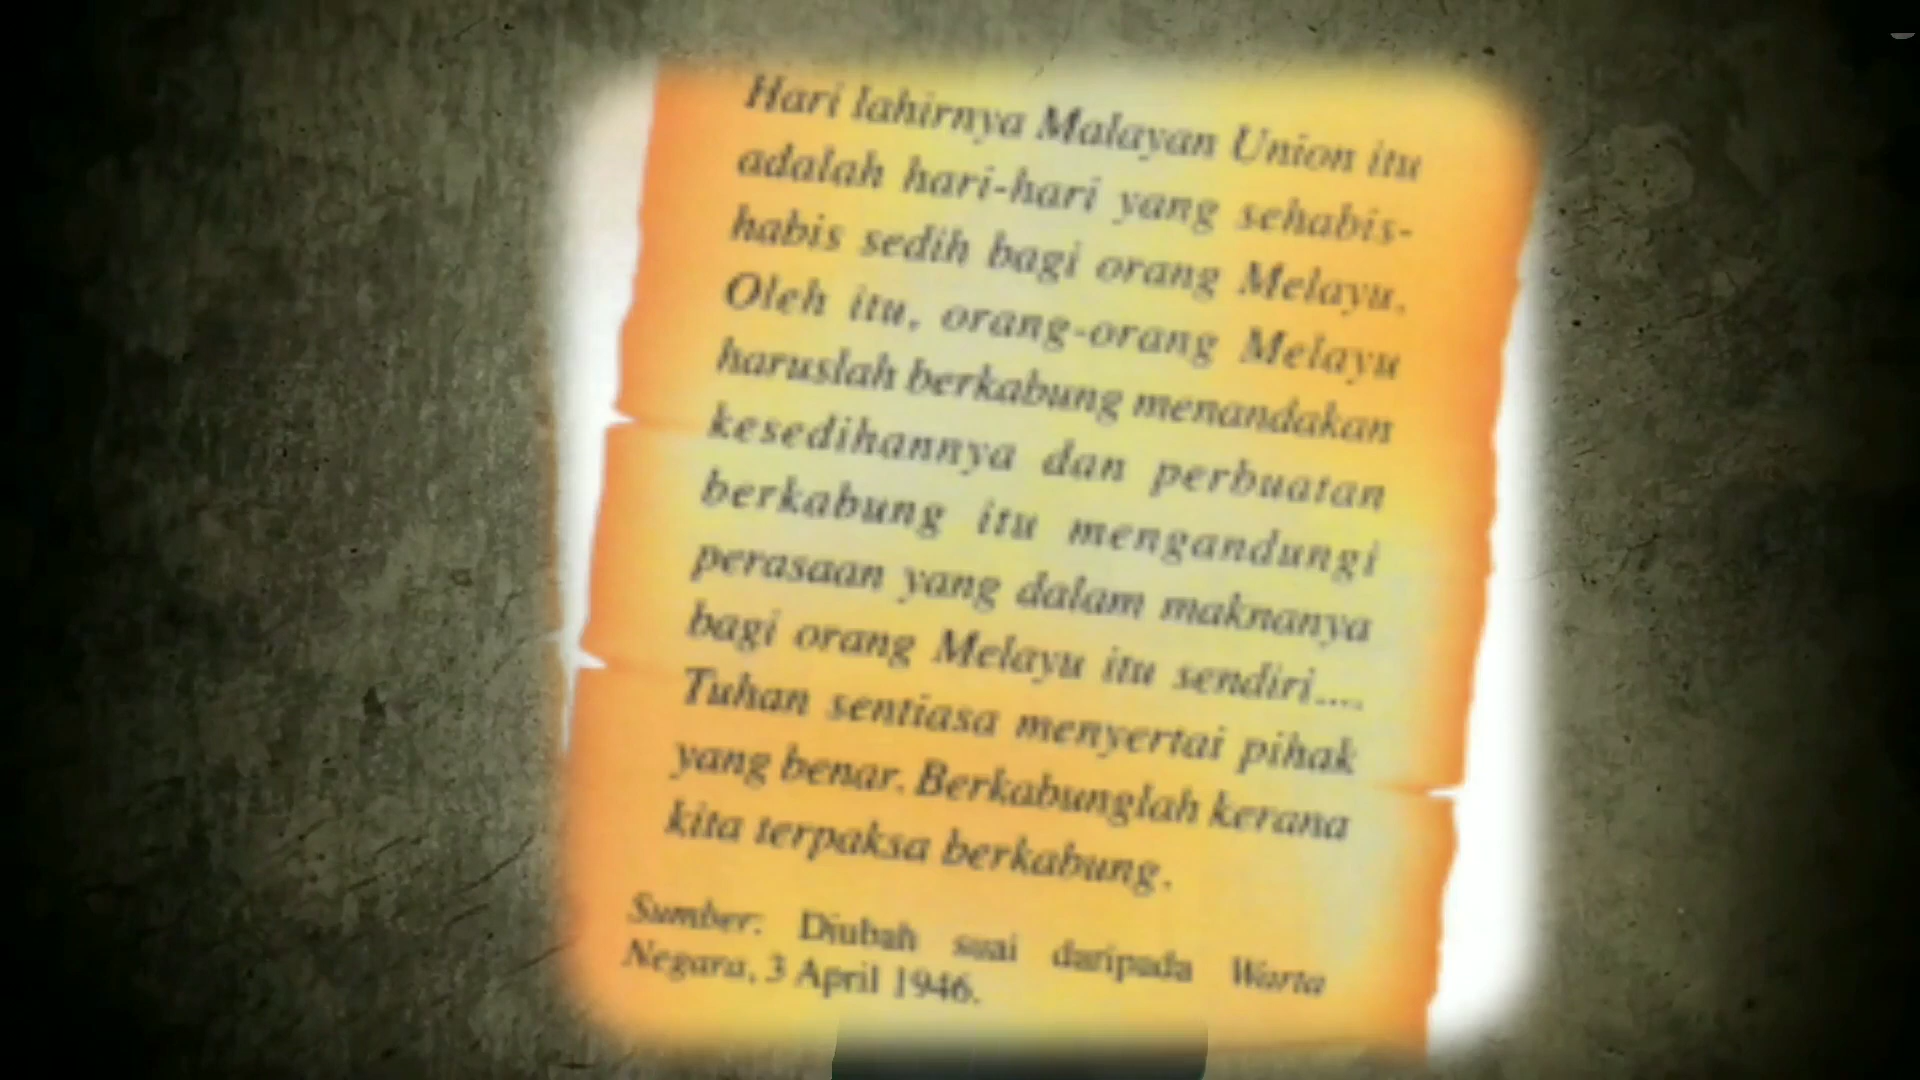 Hari lahirnya Malayan Union itu
adalah hari-hari yang sehabis-
habis sedih bagi orang Melayu.
Oleh itu, orang-orang Melayu
haruslah berkabung menandakan
kesedihannya dan perbuatan
berkabung itu mengandungi
perasaan yang dalam maknanya
bagi orang Melayu itu sendiri....
Tuhan sentiasa menyertai pihak
yang benar. Berkabunglah kerana
kita terpaksa berkabung.
Sumber: Diubah suai daripada Warta
Negara, 3 April 1946.